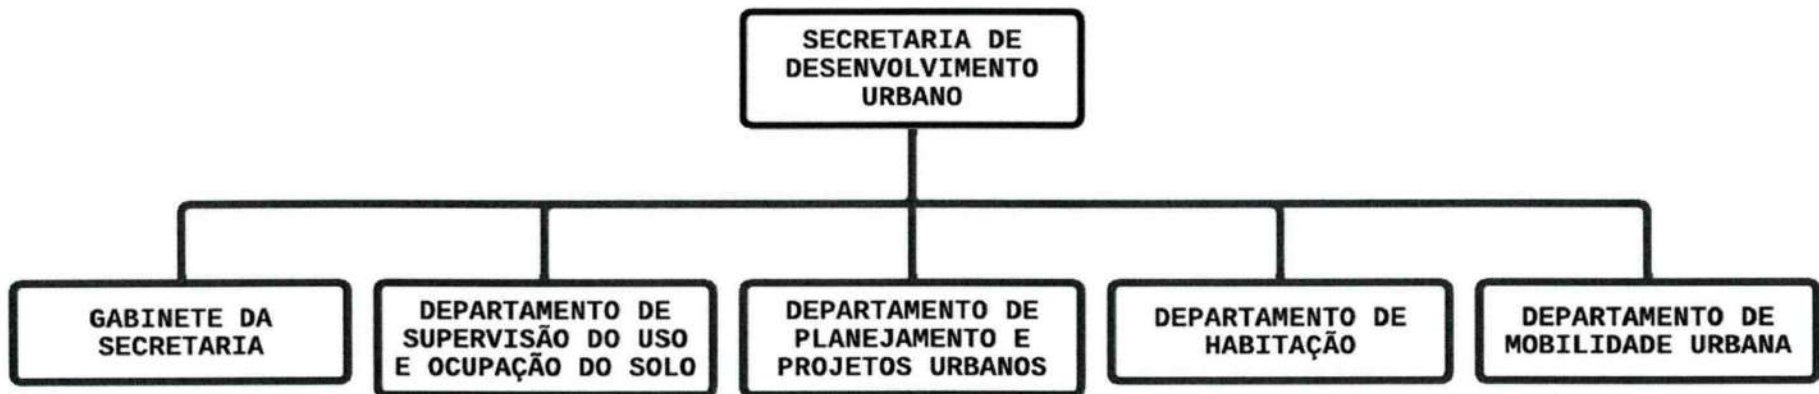 SECRETARIA DE
DESENVOLVIMENTO
URBANO
GABINETE DA
SECRETARIA
DEPARTAMENTO DE
SUPERVISÃO DO USO
E OCUPAÇÃO DO SOLO
DEPARTAMENTO DE
PLANEJAMENTO E
PROJETOS URBANOS
DEPARTAMENTO DE
HABITAÇÃO
DEPARTAMENTO DE
MOBILIDADE URBANA